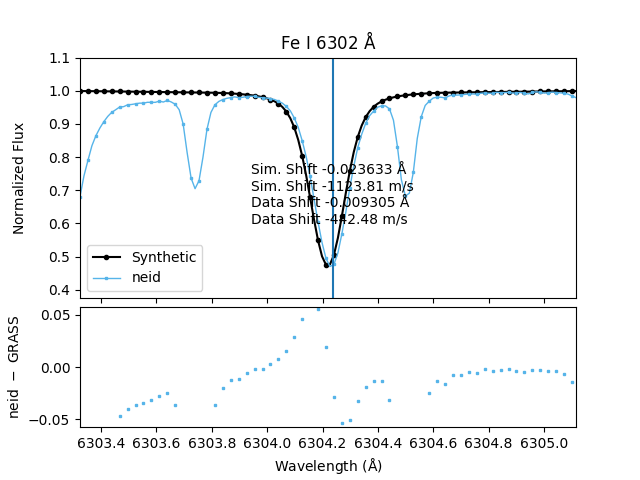 Fe I 6302 Å
1.1
1.0
0.9
0.8
0.7
0.6
0.5
0.4
Normalized Flux
Sim. Shift -0.023633 Å
Sim. Shift -1123.81 m/s
Data Shift -0.009305 Å
Data Shift -442.48 m/s
Synthetic
neid
0.05
0.00
−0.05
neid − GRASS
6303.4 6303.6 6303.8 6304.0 6304.2 6304.4 6304.6 6304.8 6305.0
Wavelength (Å)